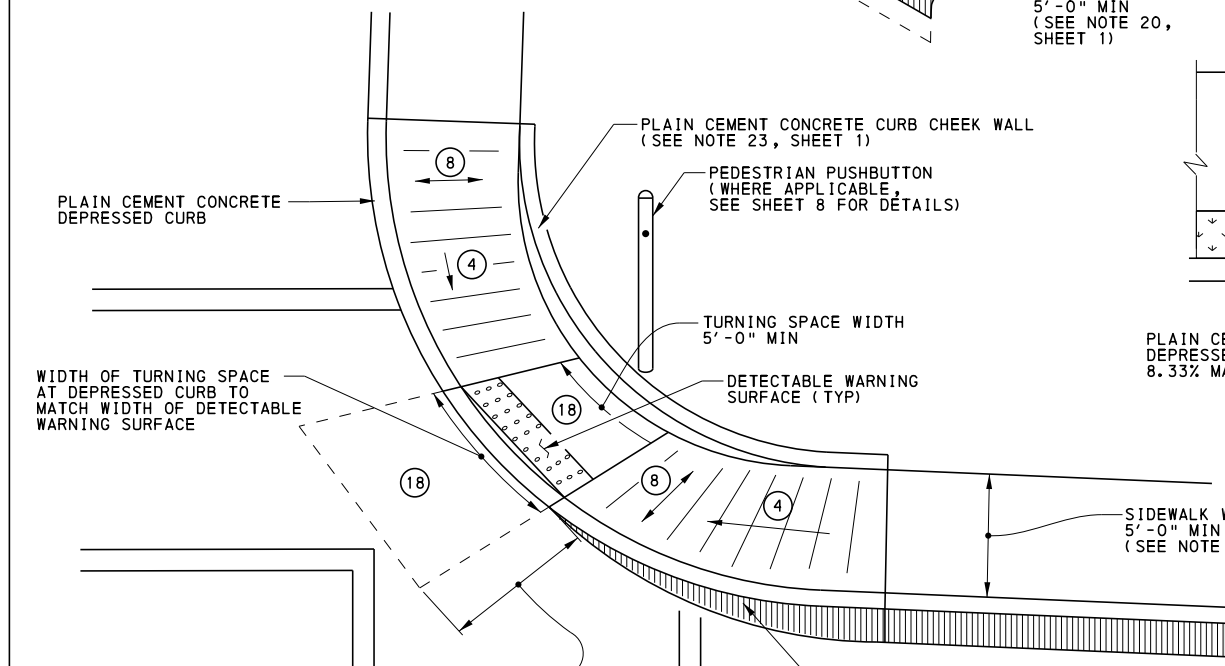 5'-0" MIN
(SEE NOTE 20,
SHEET 1)
PLAIN CEMENT CONCRETE CURB CHEEK WALL
(SEE NOTE 23, SHEET 1)
PEDESTRIAN PUSHBUTTON
(WHERE APPLICABLE,
SEE SHEET 8 FOR DETAILS)
8
PLAIN CEMENT CONCRETE
DEPRESSED CURB
4
TURNING SPACE WIDTH
5'-0" MIN
PLAIN CE
DEPRESSE
8.33% MA
WIDTH OF TURNING SPACE
AT DEPRESSED CURB TO
MATCH WIDTH OF DETECTABLE
WARNING SURFACE
DETECTABLE WARNING
SURFACE (TYP)
18
18
8
4
SIDEWALK W
5'-0" MIN
(SEE NOTE